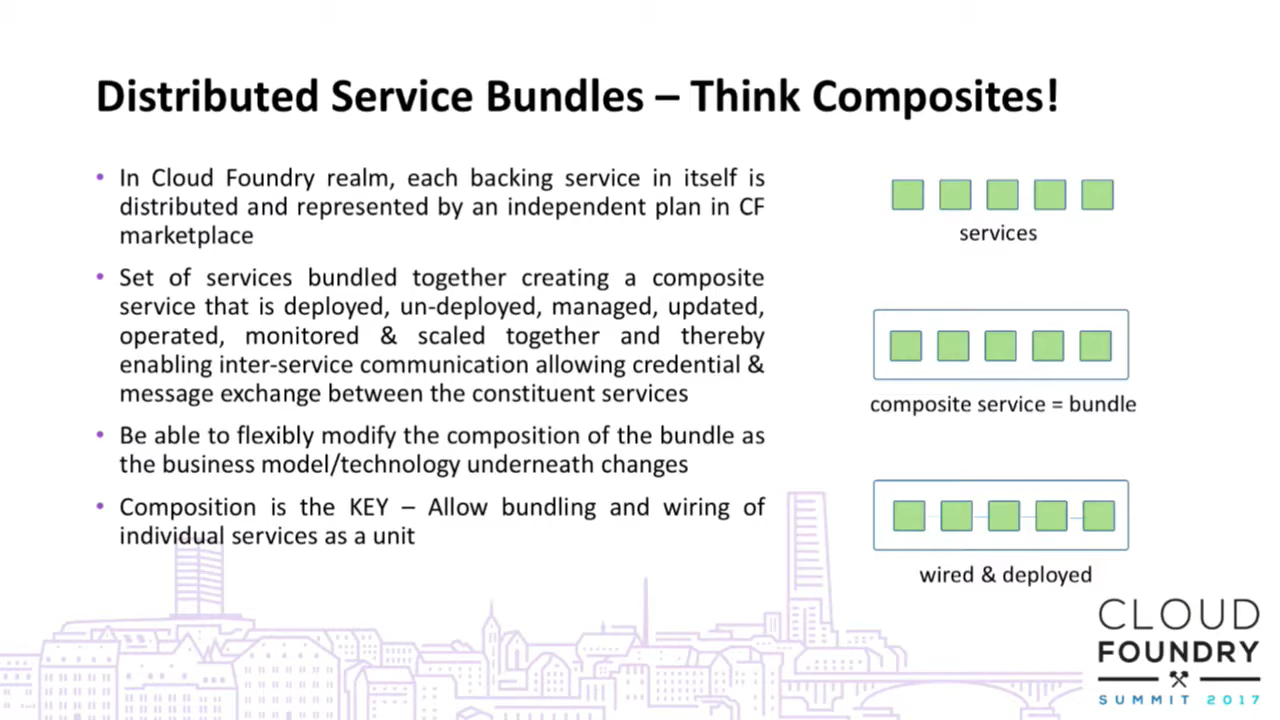 Distributed Service Bundles – Think Composites!
• In Cloud Foundry realm, each backing service in itself is
distributed and represented by an independent plan in CF
marketplace
• Set of services bundled together creating a composite
service that is deployed, un-deployed, managed, updated,
operated, monitored & scaled together and thereby
enabling inter-service communication allowing credential &
message exchange between the constituent services
• Be able to flexibly modify the composition of the bundle as
the business model/technology underneath changes
• Composition is the KEY – Allow bundling and wiring of
individual services as a unit
services
composite service = bundle
wired & deployed
CLOUD
FOUNDRY
SUMMIT 2017